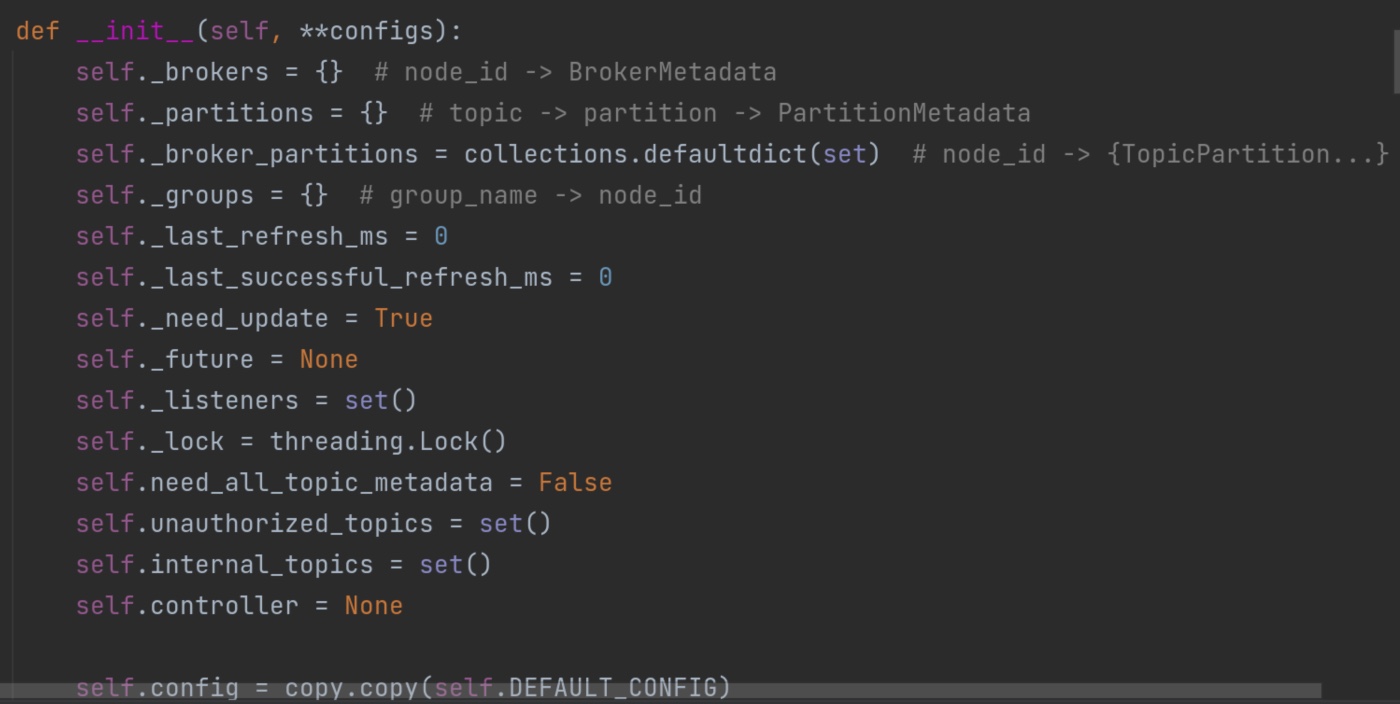 def __init__(self, **configs):
    self._brokers = {}  # node_id -> BrokerMetadata
    self._partitions = {}  # topic -> partition -> PartitionMetadata
    self._broker_partitions = collections.defaultdict(set)  # node_id -> {TopicPartition...}
    self._groups = {}  # group_name -> node_id
    self._last_refresh_ms = 0
    self._last_successful_refresh_ms = 0
    self._need_update = True
    self._future = None
    self._listeners = set()
    self._lock = threading.Lock()
    self.need_all_topic_metadata = False
    self.unauthorized_topics = set()
    self.internal_topics = set()
    self.controller = None

    self.config = copy.copy(self.DEFAULT_CONFIG)